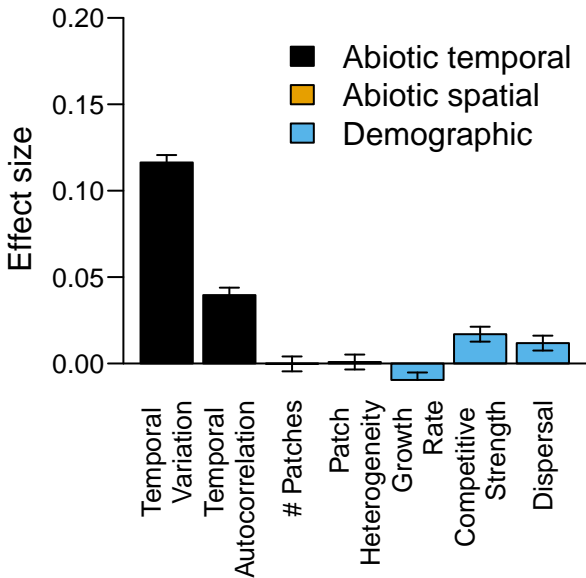 0.20
0.15
0.10
0.05
0.00
Effect size
Abiotic temporal
Abiotic spatial
Demographic
Temporal
Variation
Temporal
Autocorrelation
# Patches
Patch
Heterogeneity
Growth
Rate
Competitive
Strength
Dispersal